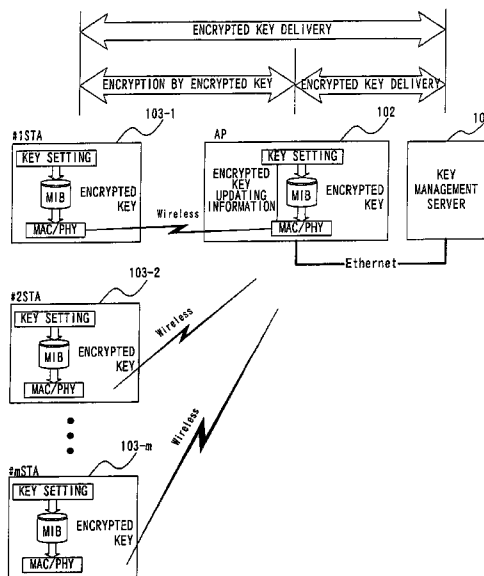 ENCRYPTED KEY DELIVERY
ENCRYPTION BY ENCRYPTED KEY
ENCRYPTED KEY DELIVERY
#1STA
103-1
KEY SETTING
MIB
ENCRYPTED
KEY
MAC/PHY
Wireless
AP
102
KEY SETTING
ENCRYPTED
KEY
UPDATING
INFORMATION
MIB
ENCRYPTED
KEY
MAC/PHY
KEY
MANAGEMENT
SERVER
Ethernet
#2STA
103-2
KEY SETTING
MIB
ENCRYPTED
KEY
MAC/PHY
Wireless
#mSTA
103-m
KEY SETTING
MIB
ENCRYPTED
KEY
MAC/PHY
Wireless